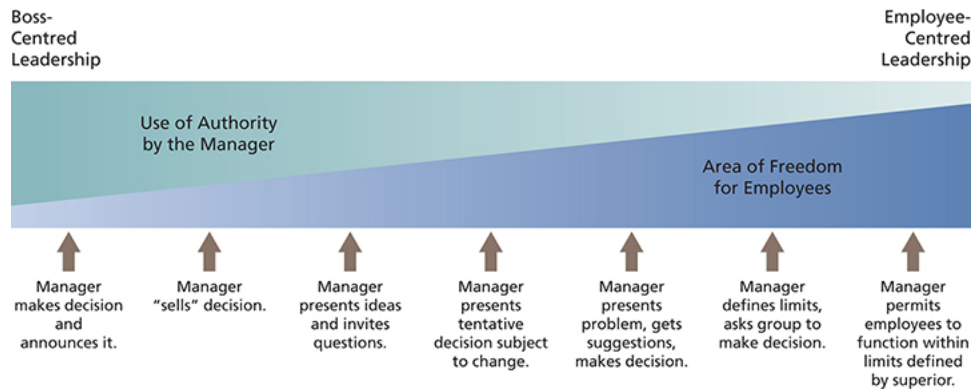 Boss-
Centred
Leadership
Employee-
Centred
Leadership
Use of Authority
by the Manager
Area of Freedom
for Employees
Manager
makes decision
and
announces it.
Manager
“sells” decision.
Manager
presents ideas
and invites
questions.
Manager
presents
tentative
decision subject
to change.
Manager
presents
problem, gets
suggestions,
makes decision.
Manager
defines limits,
asks group to
make decision.
Manager
permits
employees to
function within
limits defined
by superior.